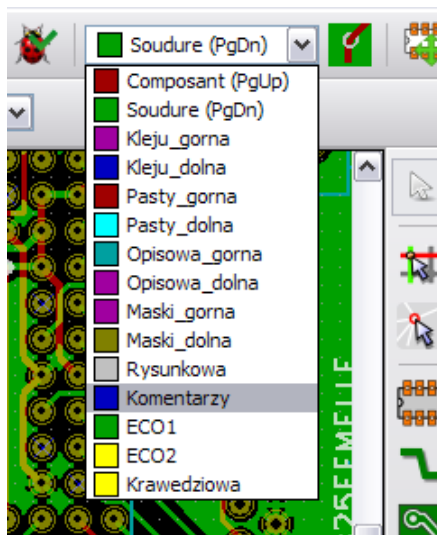 Soudure (PgDn)
Composant (PgUp)
Soudure (PgDn)
Kleju_gorna
Kleju_dolna
Pasty_gorna
Pasty_dolna
Opisowa_gorna
Opisowa_dolna
Maski_gorna
Maski_dolna
Rysunkowa
Komentarzy
ECO1
ECO2
Krawedziowa
25FEMELLE